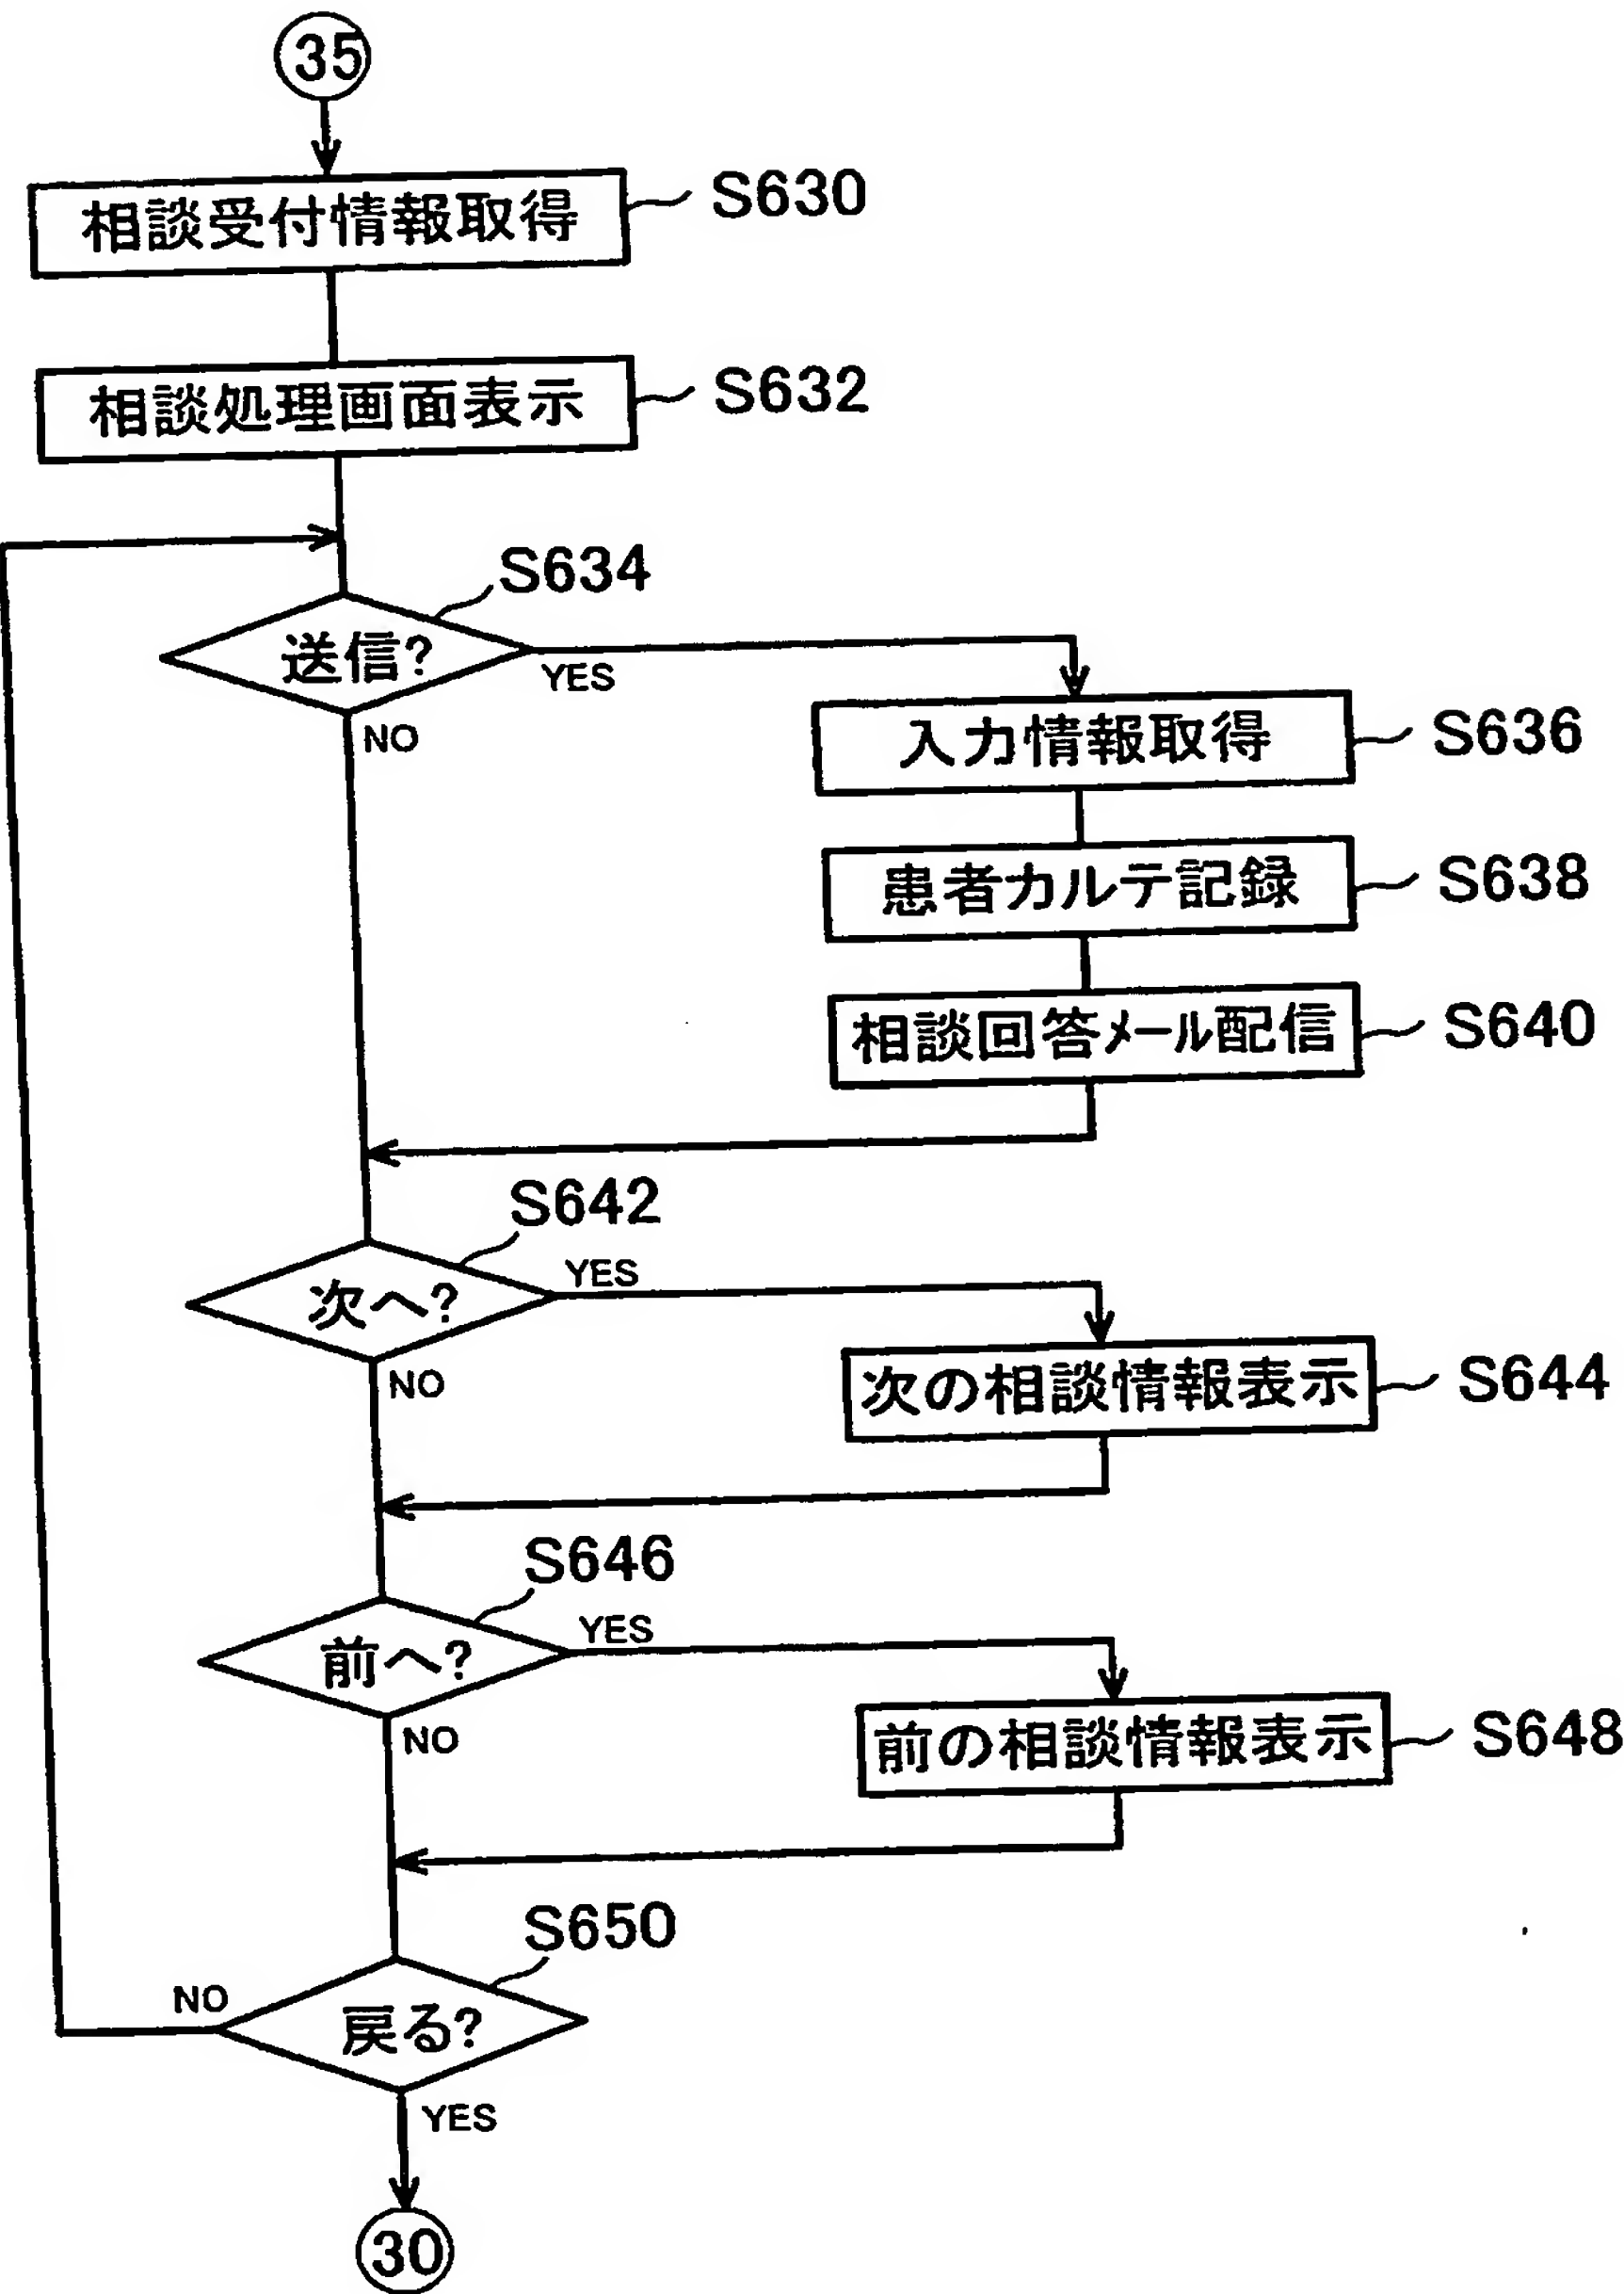 35
相談受付情報取得
S630
相談処理画面表示
S632
S634
送信?
YES
NO
入力情報取得
S636
患者カルテ記録
S638
相談回答メール配信
S640
S642
次へ?
YES
NO
次の相談情報表示
S644
S646
前へ?
YES
NO
前の相談情報表示
S648
S650
NO
戻る?
YES
30